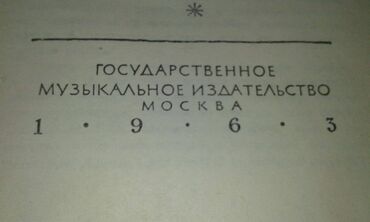 *
ГОСУДАРСТВЕННОЕ
МУЗЫКАЛЬНОЕ ИЗДАТЕЛЬСТВО
МОСКВА
1 • 9 • 6 • 3